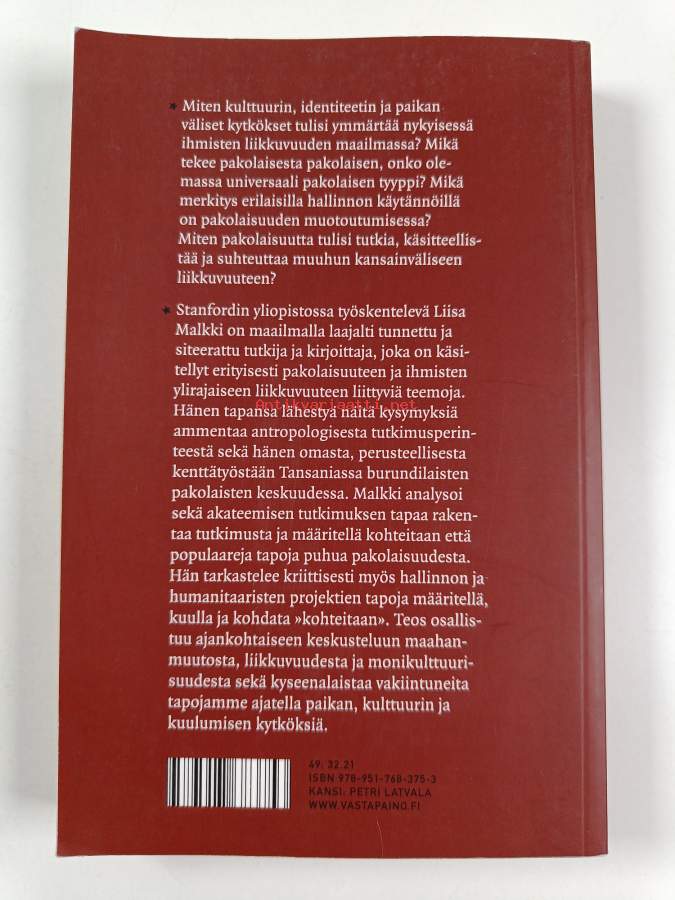 * Miten kulttuurin, identiteetin ja paikan
väliset kytkökset tulisi ymmärtää nykyisessä
ihmisten liikkuvuuden maailmassa? Mikä
tekee pakolaisesta pakolaisen, onko ole-
massa universaali pakolaisen tyyppi? Mikä
merkitys erilaisilla hallinnon käytännöillä
on pakolaisuuden muotoutumisessa?
Miten pakolaisuutta tulisi tutkia, käsitteellis-
tää ja suhteuttaa muuhun kansainväliseen
liikkuvuuteen?
* Stanfordin yliopistossa työskentelevä Liisa
Malkki on maailmalla laajalti tunnettu ja
siteerattu tutkija ja kirjoittaja, joka on käsi-
tellyt erityisesti pakolaisuuteen ja ihmisten
ylirajaiseen liikkuvuuteen liittyviä teemoja.
Antikvariaatti.net
Hänen tapansa lähestyä näitä kysymyksiä
ammentaa antropologisesta tutkimusperin-
teestä sekä hänen omasta, perusteellisesta
kenttätyöstään Tansaniassa burundilaisten
pakolaisten keskuudessa. Malkki analysoi
sekä akateemisen tutkimuksen tapaa raken-
taa tutkimusta ja määritellä kohteitaan että
populaareja tapoja puhua pakolaisuudesta.
Hän tarkastelee kriittisesti myös hallinnon ja
humanitaaristen projektien tapoja määritellä,
kuulla ja kohdata »kohteitaan». Teos osallis-
tuu ajankohtaiseen keskusteluun maahan-
muutosta, liikkuvuudesta ja monikulttuuri-
suudesta sekä kyseenalaistaa vakiintuneita
tapojamme ajatella paikan, kulttuurin ja
kuulumisen kytköksiä.
49. 32.21
ISBN 978-951-768-375-3
KANSI: PETRI LATVALA
WWW.VASTAPAINO.FI